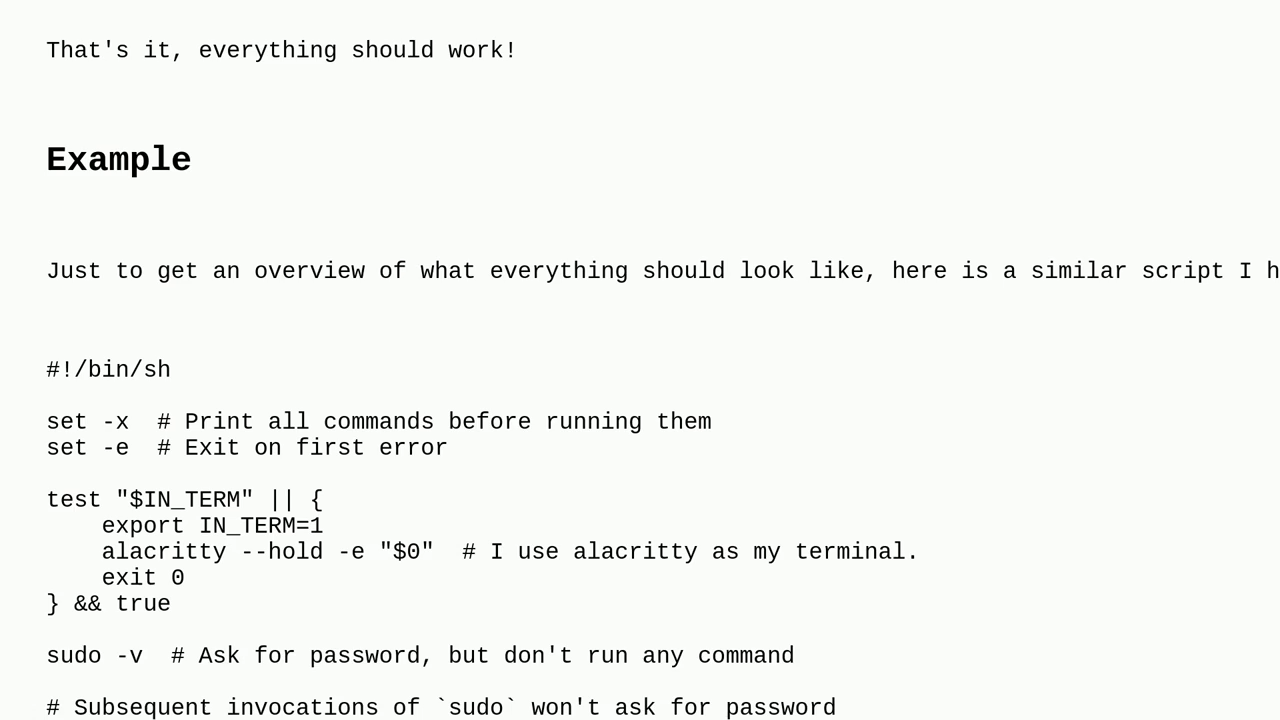 That's it, everything should work!
Example
Just to get an overview of what everything should look like, here is a similar script I h
#!/bin/sh
set -x  # Print all commands before running them
set -e  # Exit on first error
test "$IN_TERM" || {
    export IN_TERM=1
    alacritty --hold -e "$0"  # I use alacritty as my terminal.
    exit 0
} && true
sudo -v  # Ask for password, but don't run any command
# Subsequent invocations of `sudo` won't ask for password